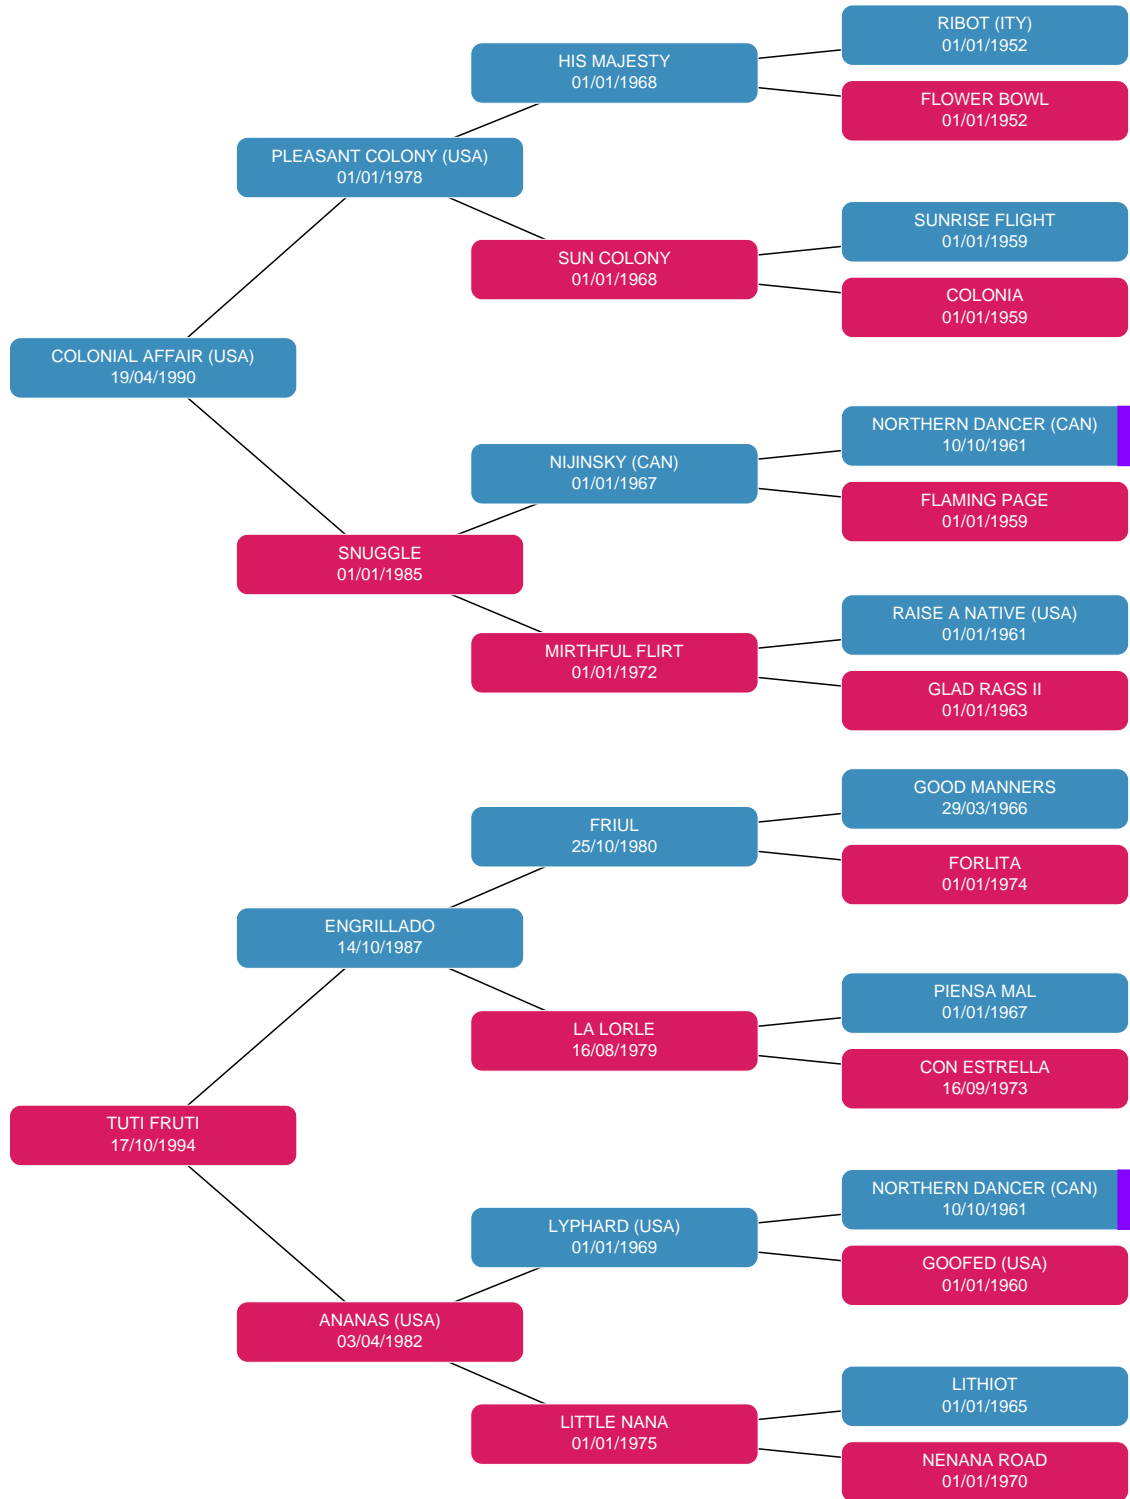 RIBOT (ITY)
01/01/1952
HIS MAJESTY
01/01/1968
FLOWER BOWL
01/01/1952
PLEASANT COLONY (USA)
01/01/1978
SUNRISE FLIGHT
01/01/1959
SUN COLONY
01/01/1968
COLONIA
01/01/1959
COLONIAL AFFAIR (USA)
19/04/1990
NORTHERN DANCER (CAN)
10/10/1961
NIJINSKY (CAN)
01/01/1967
FLAMING PAGE
01/01/1959
SNUGGLE
01/01/1985
RAISE A NATIVE (USA)
01/01/1961
MIRTHFUL FLIRT
01/01/1972
GLAD RAGS II
01/01/1963
GOOD MANNERS
29/03/1966
FRIUL
25/10/1980
FORLITA
01/01/1974
ENGRILLADO
14/10/1987
PIENSA MAL
01/01/1967
LA LORLE
16/08/1979
CON ESTRELLA
16/09/1973
TUTI FRUTI
17/10/1994
NORTHERN DANCER (CAN)
10/10/1961
LYPHARD (USA)
01/01/1969
GOOFED (USA)
01/01/1960
ANANAS (USA)
03/04/1982
LITHIOT
01/01/1965
LITTLE NANA
01/01/1975
NENANA ROAD
01/01/1970